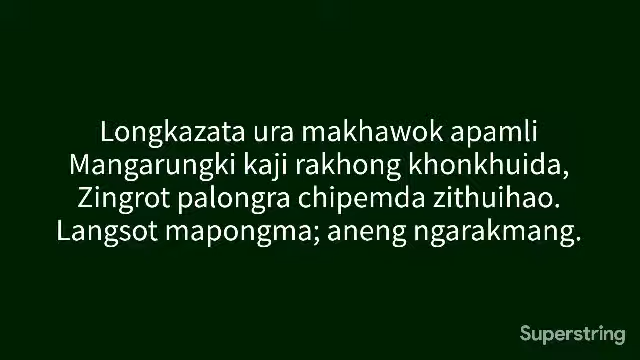 Longkazata ura makhawok apamli
Mangarungki kaji rakhong khonkhuida,
Zingrot palongra chipemda zithuihao.
Langsot mapongma; aneng ngarakmang.
Superstring